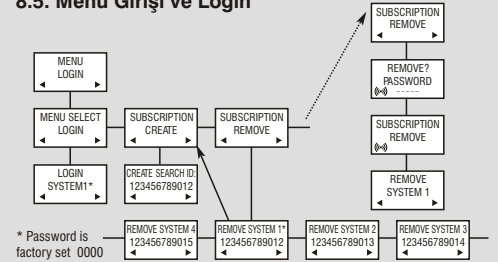 8.5. Menü Girişi ve Login
SUBSCRIPTION
REMOVE
MENU
LOGIN
REMOVE?
PASSWORD
-----
MENU SELECT
LOGIN
SUBSCRIPTION
CREATE
SUBSCRIPTION
REMOVE
SUBSCRIPTION
REMOVE
LOGIN
SYSTEM1*
CREATE SEARCH ID:
123456789012
REMOVE
SYSTEM 1
* Password is
factory set 0000
REMOVE SYSTEM 4
123456789015
REMOVE SYSTEM 1*
123456789012
REMOVE SYSTEM 2
123456789013
REMOVE SYSTEM 3
123456789014